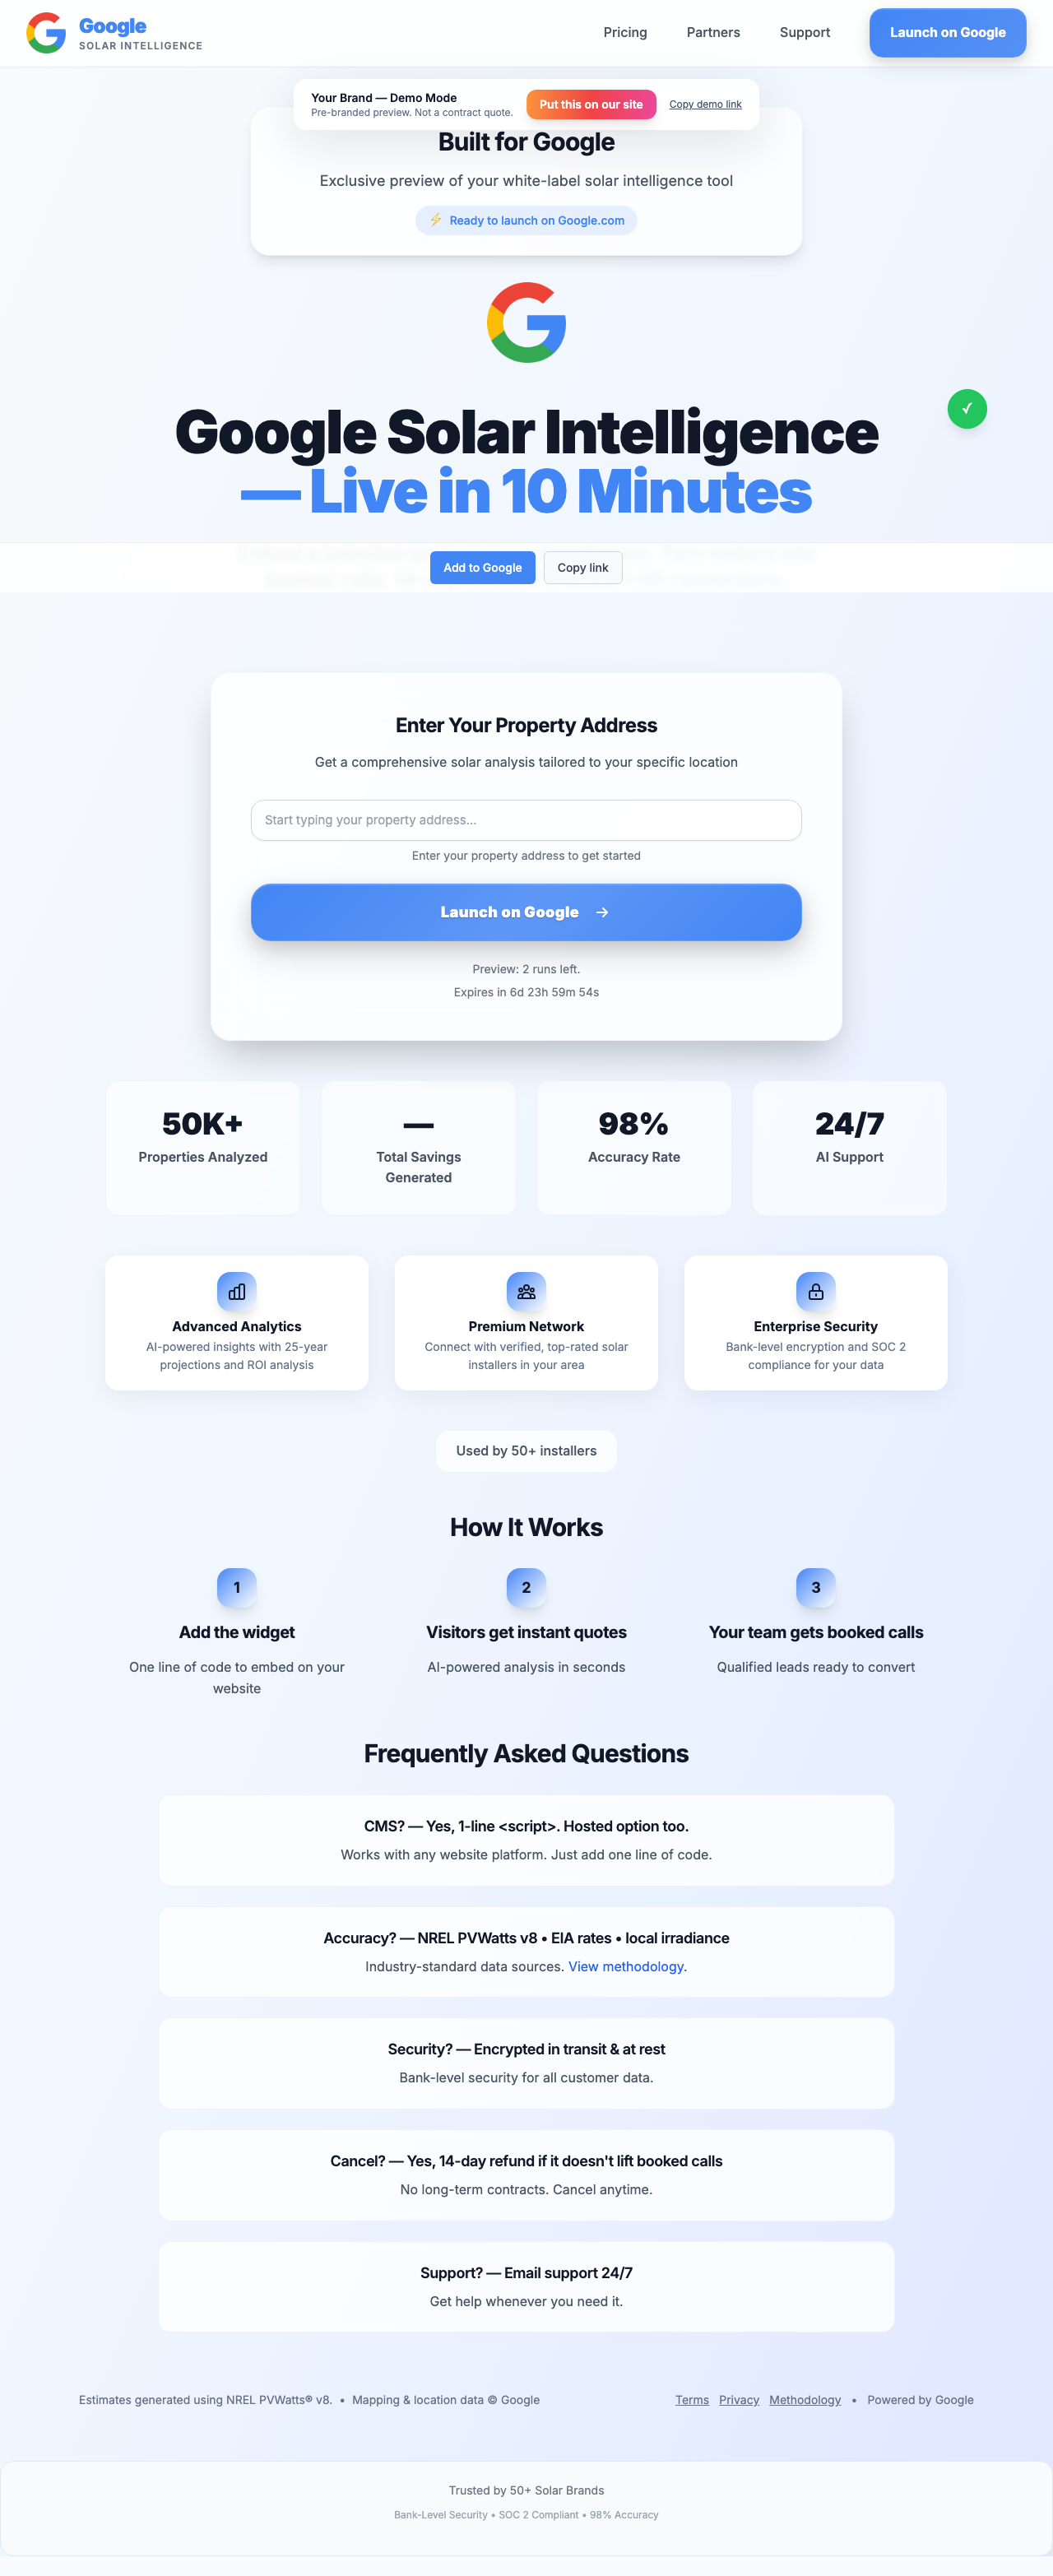 Google
SOLAR INTELLIGENCE
Pricing
Partners
Support
Launch on Google
Your Brand — Demo Mode
Pre-branded preview. Not a contract quote.
Put this on our site
Copy demo link
Built for Google
Exclusive preview of your white-label solar intelligence tool
⚡ Ready to launch on Google.com
Google Solar Intelligence
— Live in 10 Minutes
Add to Google
Copy link
Enter Your Property Address
Get a comprehensive solar analysis tailored to your specific location
Start typing your property address...
Enter your property address to get started
Launch on Google →
Preview: 2 runs left.
Expires in 6d 23h 59m 54s
50K+
Properties Analyzed
—
Total Savings
Generated
98%
Accuracy Rate
24/7
AI Support
Advanced Analytics
AI-powered insights with 25-year
projections and ROI analysis
Premium Network
Connect with verified, top-rated solar
installers in your area
Enterprise Security
Bank-level encryption and SOC 2
compliance for your data
Used by 50+ installers
How It Works
1
Add the widget
One line of code to embed on your
website
2
Visitors get instant quotes
AI-powered analysis in seconds
3
Your team gets booked calls
Qualified leads ready to convert
Frequently Asked Questions
CMS? — Yes, 1-line <script>. Hosted option too.
Works with any website platform. Just add one line of code.
Accuracy? — NREL PVWatts v8 • EIA rates • local irradiance
Industry-standard data sources. View methodology.
Security? — Encrypted in transit & at rest
Bank-level security for all customer data.
Cancel? — Yes, 14-day refund if it doesn't lift booked calls
No long-term contracts. Cancel anytime.
Support? — Email support 24/7
Get help whenever you need it.
Estimates generated using NREL PVWatts® v8. • Mapping & location data © Google
Terms Privacy Methodology • Powered by Google
Trusted by 50+ Solar Brands
Bank-Level Security • SOC 2 Compliant • 98% Accuracy